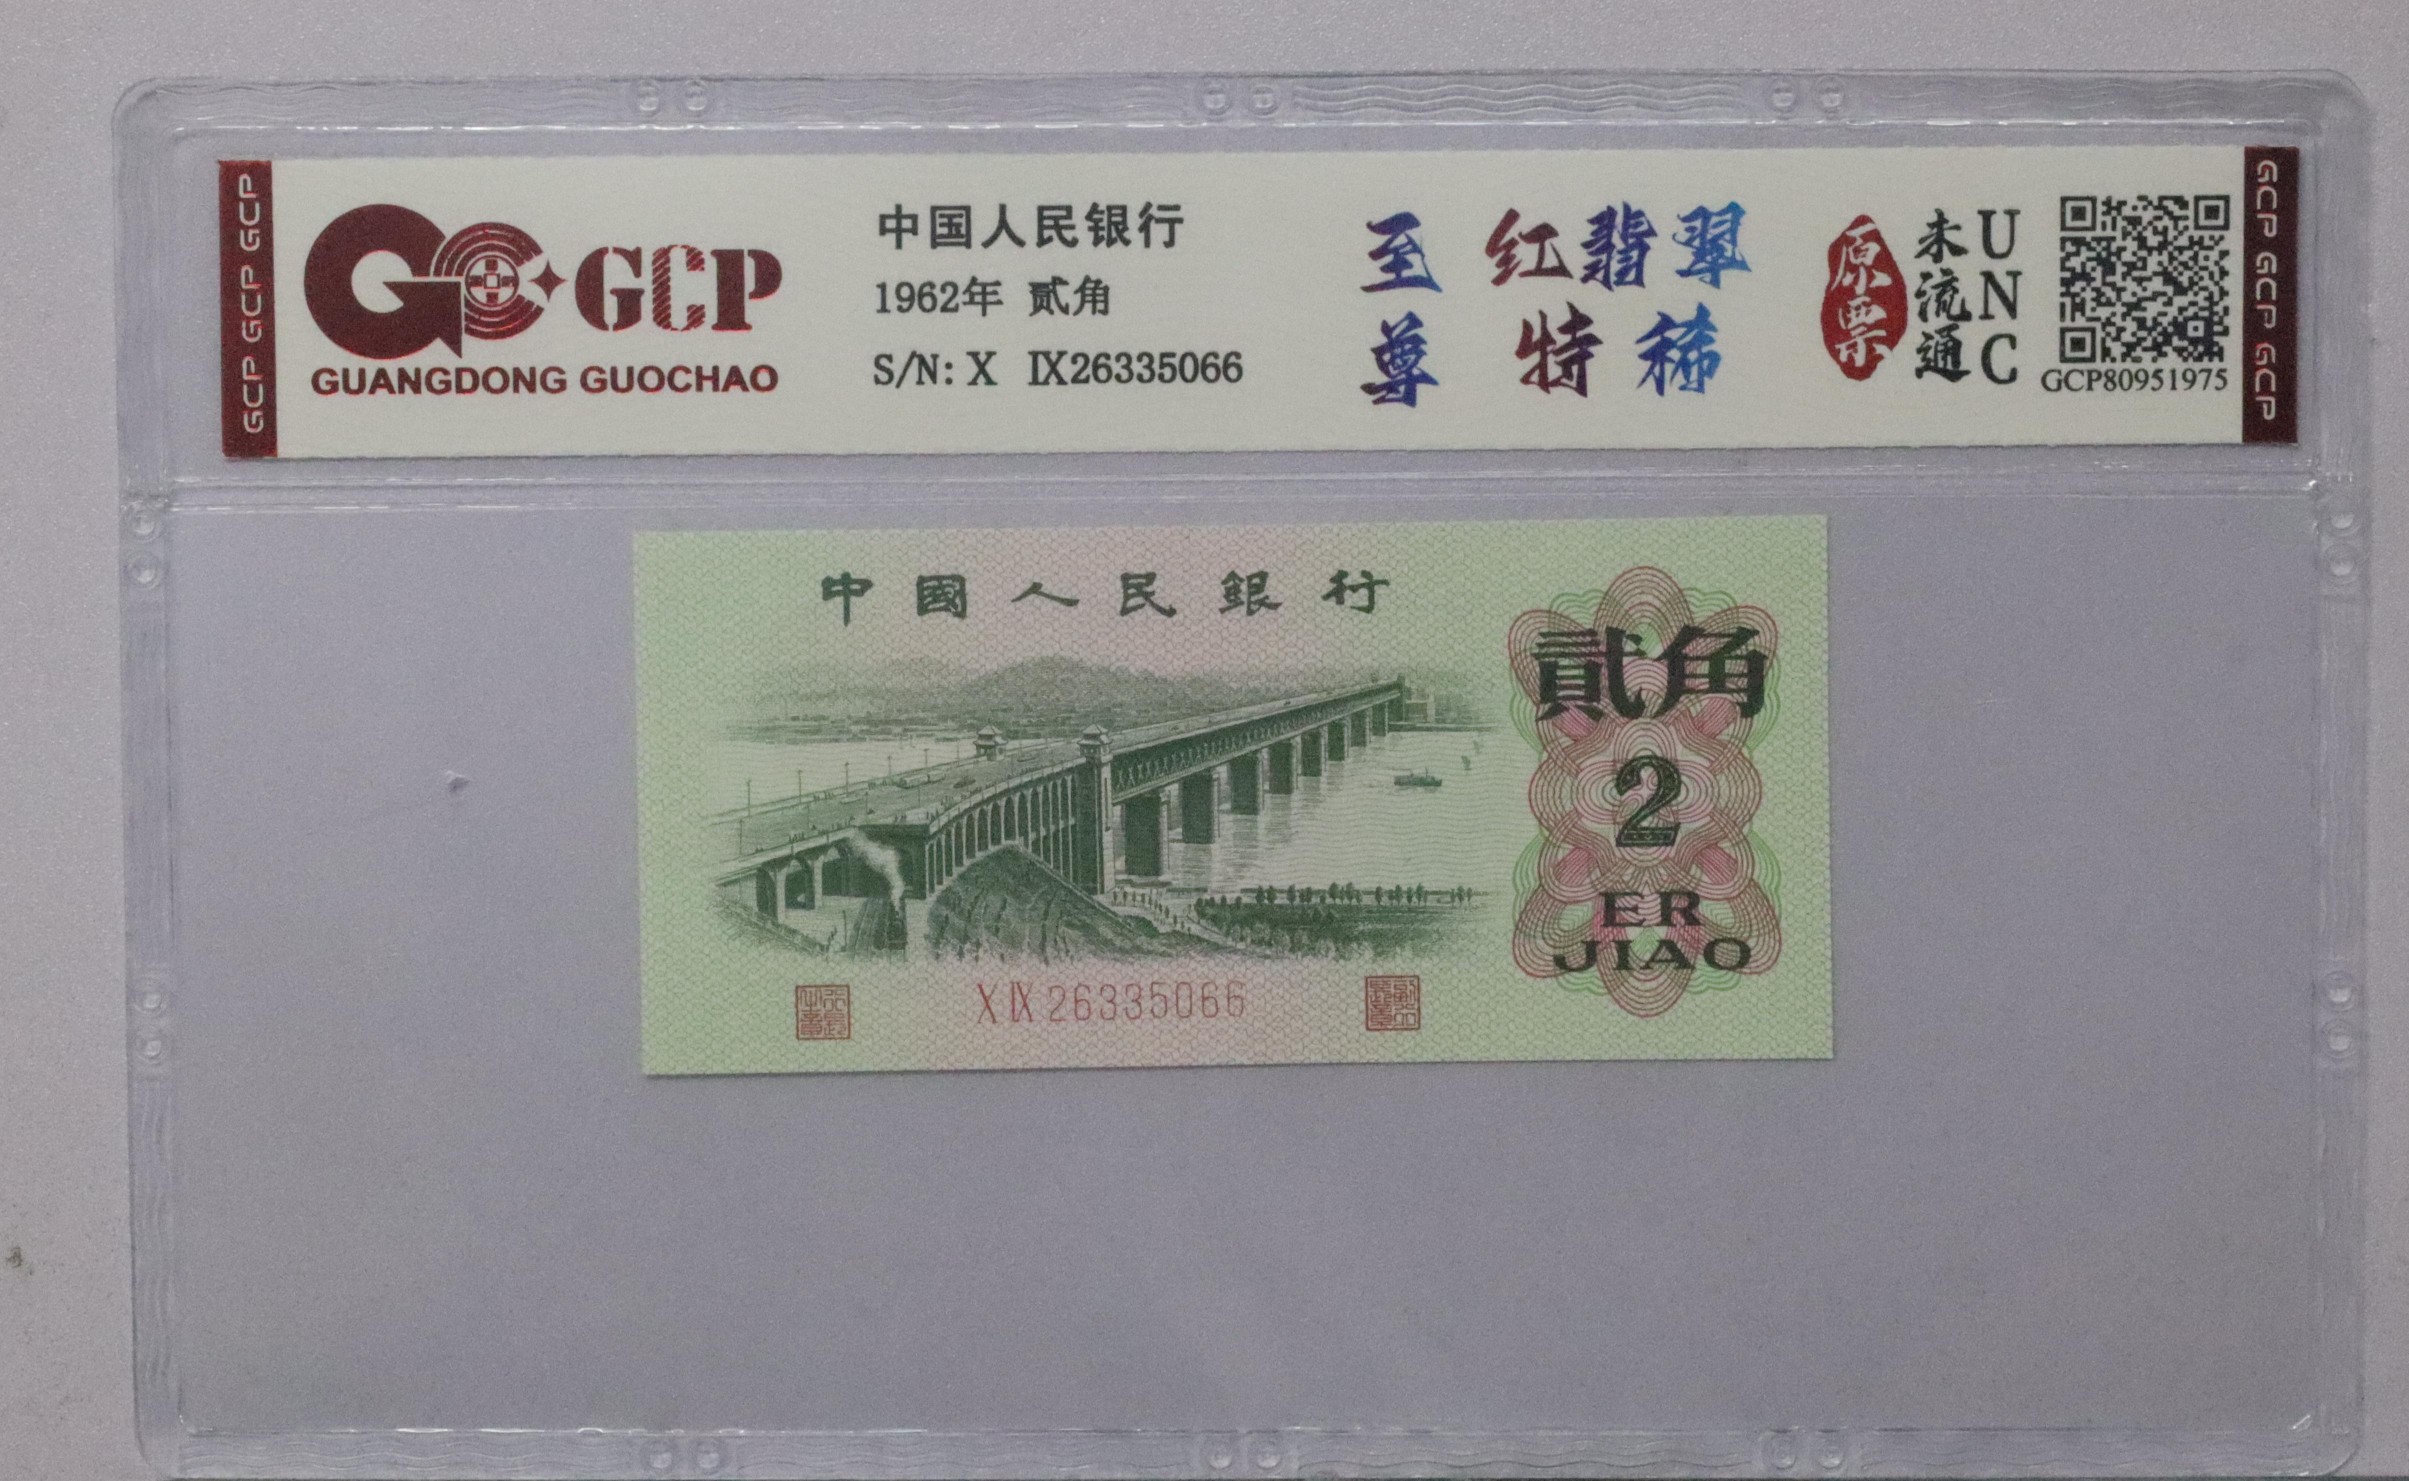 GCP GCP GCP
GCP
GUANGDONG GUOCHAO
中国人民银行
1962年 贰角
S/N: X Ⅸ26335066
至尊
红翡翠
特稀
原票
未流通
UNC
GCP80951975
GCP GCP GCP
中國人民銀行
貳角
2
ER
JIAO
X Ⅸ 26335066